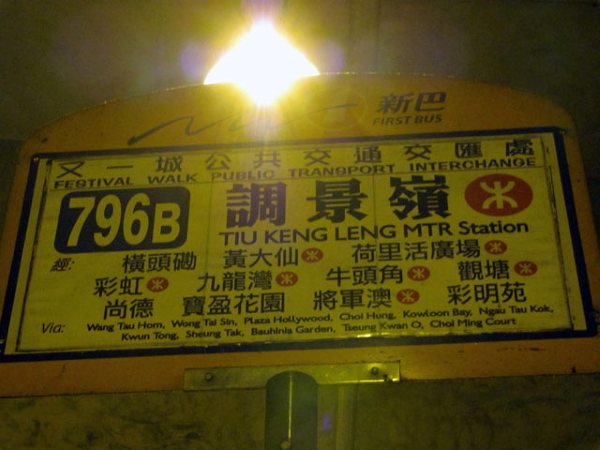 新巴
FIRST BUS
又一城公共交通交匯處
FESTIVAL WALK PUBLIC TRANSPORT INTERCHANGE
796B
調景嶺
TIU KENG LENG MTR Station
經: 橫頭磡 黃大仙 荷里活廣場
彩虹 九龍灣 牛頭角 觀塘
尚德 寶盈花園 將軍澳 彩明苑
Via: Wang Tau Hom, Wong Tai Sin, Plaza Hollywood, Choi Hung, Kowloon Bay, Ngau Tau Kok,
Kwun Tong, Sheung Tak, Bauhinia Garden, Tseung Kwan O, Choi Ming Court